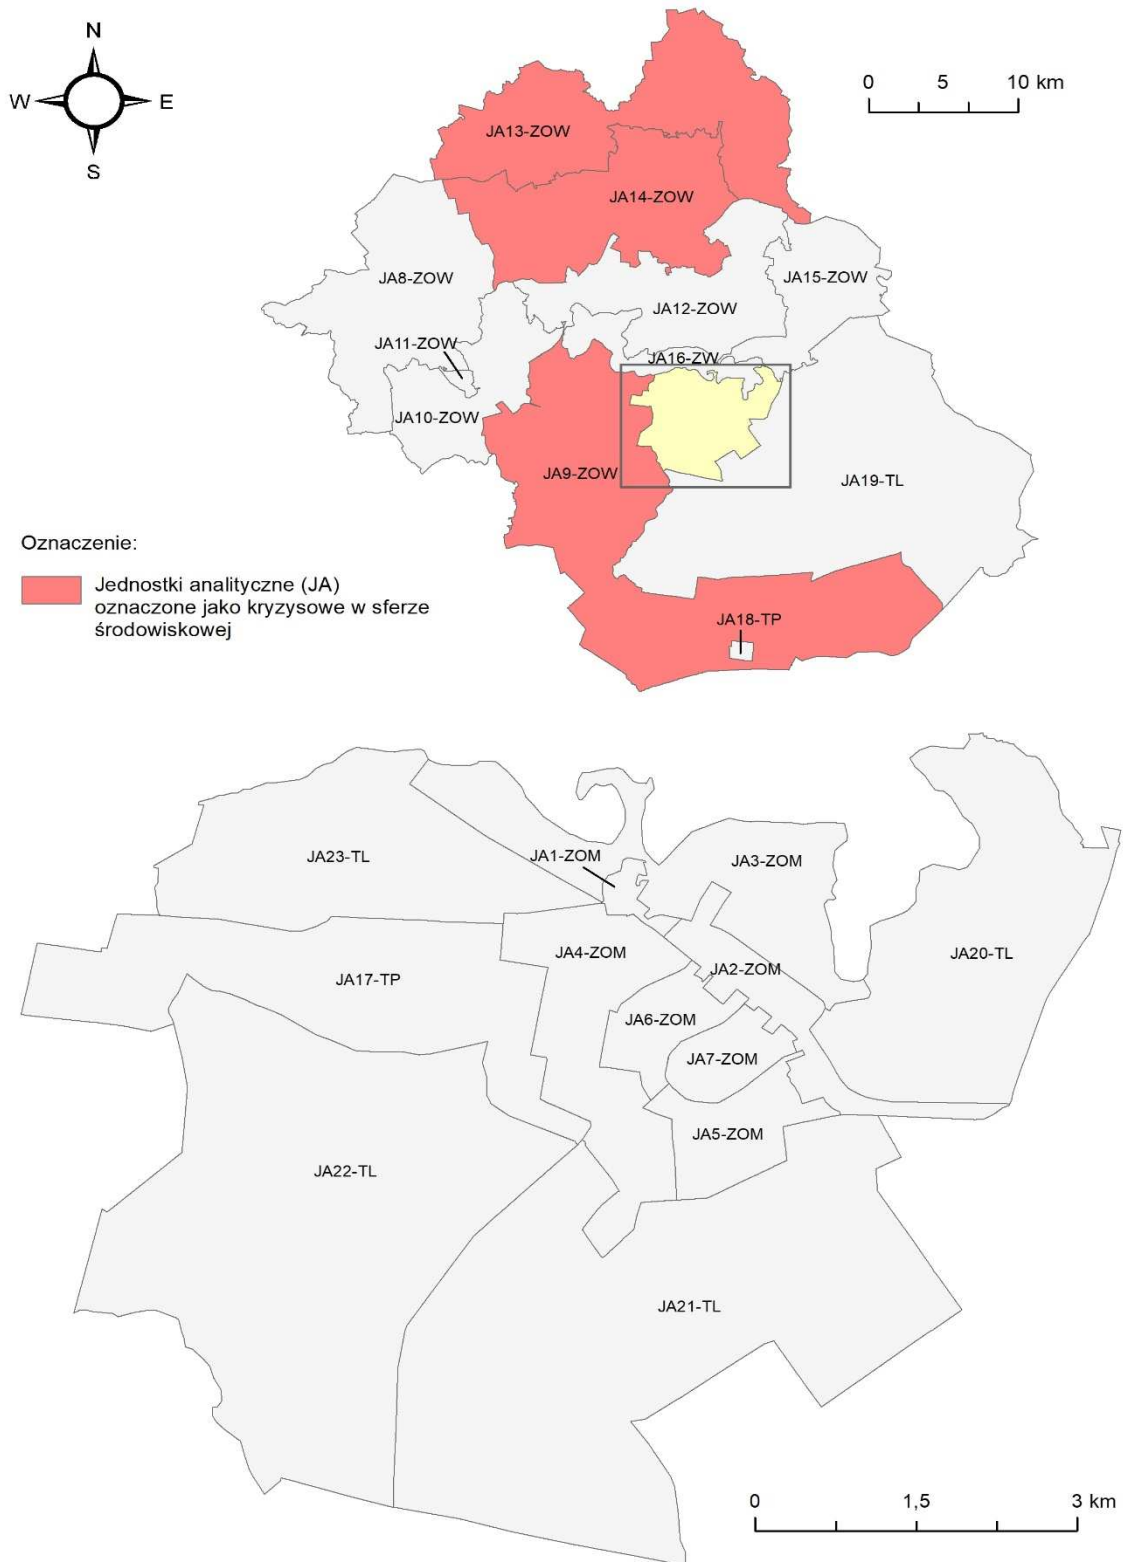 N
W
E
S
0 5 10 km
JA13-ZOW
JA14-ZOW
JA8-ZOW
JA15-ZOW
JA12-ZOW
JA11-ZOW
JA16-ZW
JA10-ZOW
JA9-ZOW
JA19-TL
Oznaczenie:
Jednostki analityczne (JA)
oznaczone jako kryzysowe w sferze
środowiskowej
JA18-TP
JA23-TL
JA1-ZOM
JA3-ZOM
JA4-ZOM
JA20-TL
JA2-ZOM
JA17-TP
JA6-ZOM
JA7-ZOM
JA5-ZOM
JA22-TL
JA21-TL
0 1,5 3 km